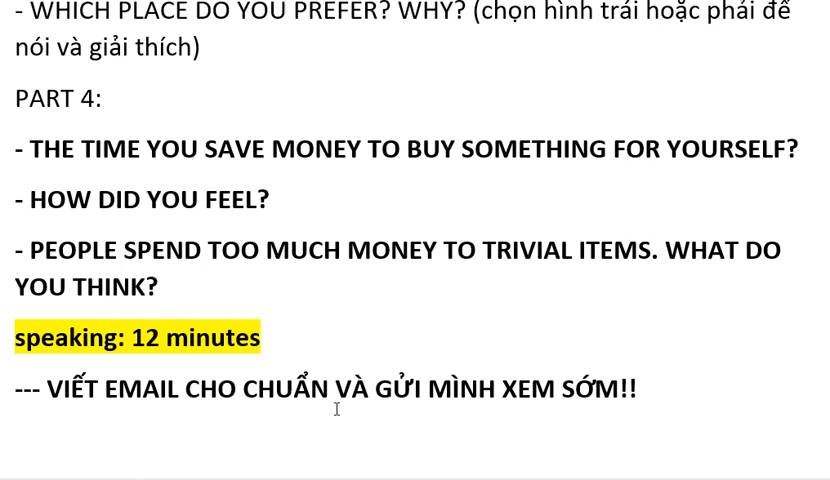 - WHICH PLACE DO YOU PREFER? WHY? (chọn hình trái hoặc phải để
nói và giải thích)
PART 4:
- THE TIME YOU SAVE MONEY TO BUY SOMETHING FOR YOURSELF?
- HOW DID YOU FEEL?
- PEOPLE SPEND TOO MUCH MONEY TO TRIVIAL ITEMS. WHAT DO
YOU THINK?
speaking: 12 minutes
--- VIẾT EMAIL CHO CHUẨN VÀ GỬI MÌNH XEM SỚM!!